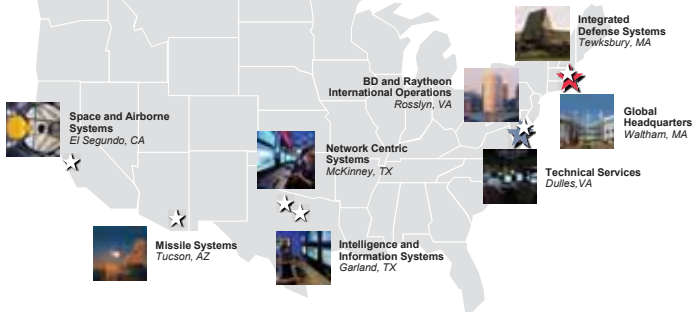 Integrated
Defense Systems
Tewksbury, MA
BD and Raytheon
International Operations
Rosslyn, VA
Space and Airborne
Systems
El Segundo, CA
Global
Headquarters
Waltham, MA
Network Centric
Systems
McKinney, TX
Technical Services
Dulles,VA
Missile Systems
Tucson, AZ
Intelligence and
Information Systems
Garland, TX